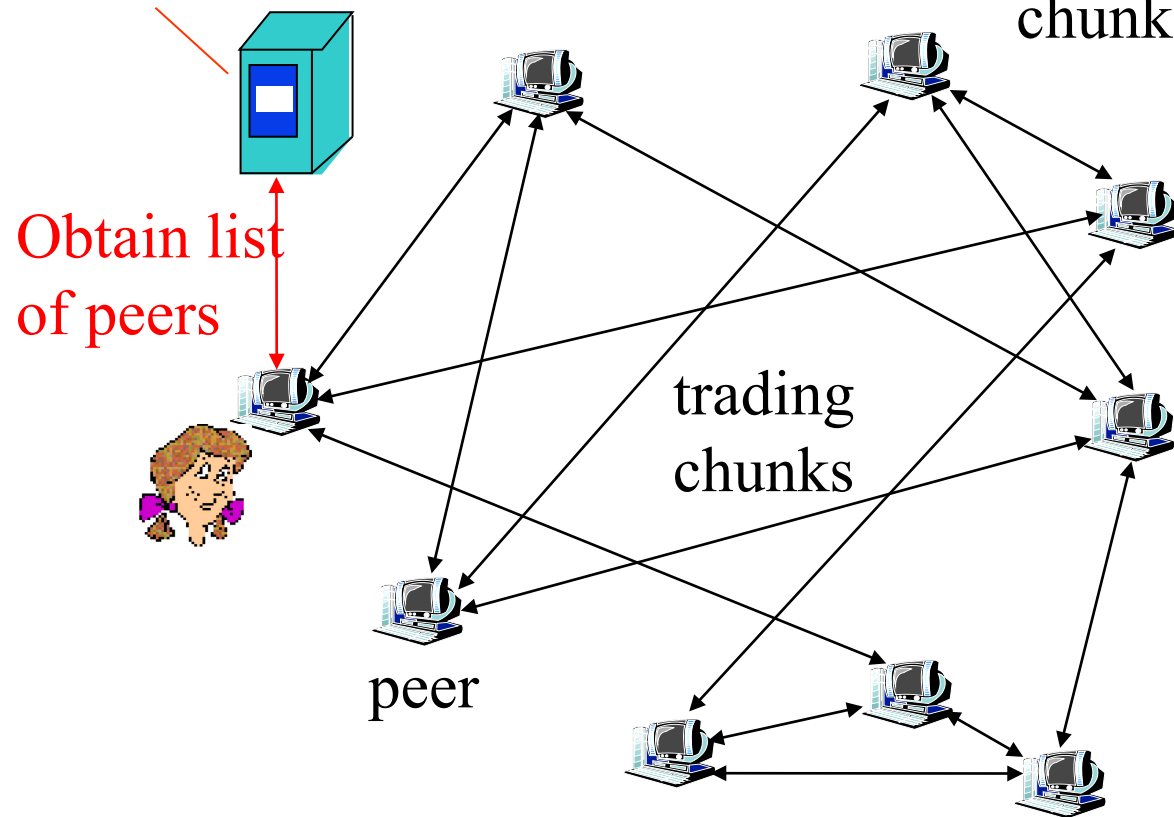 chunk
Obtain list
of peers
trading
chunks
peer